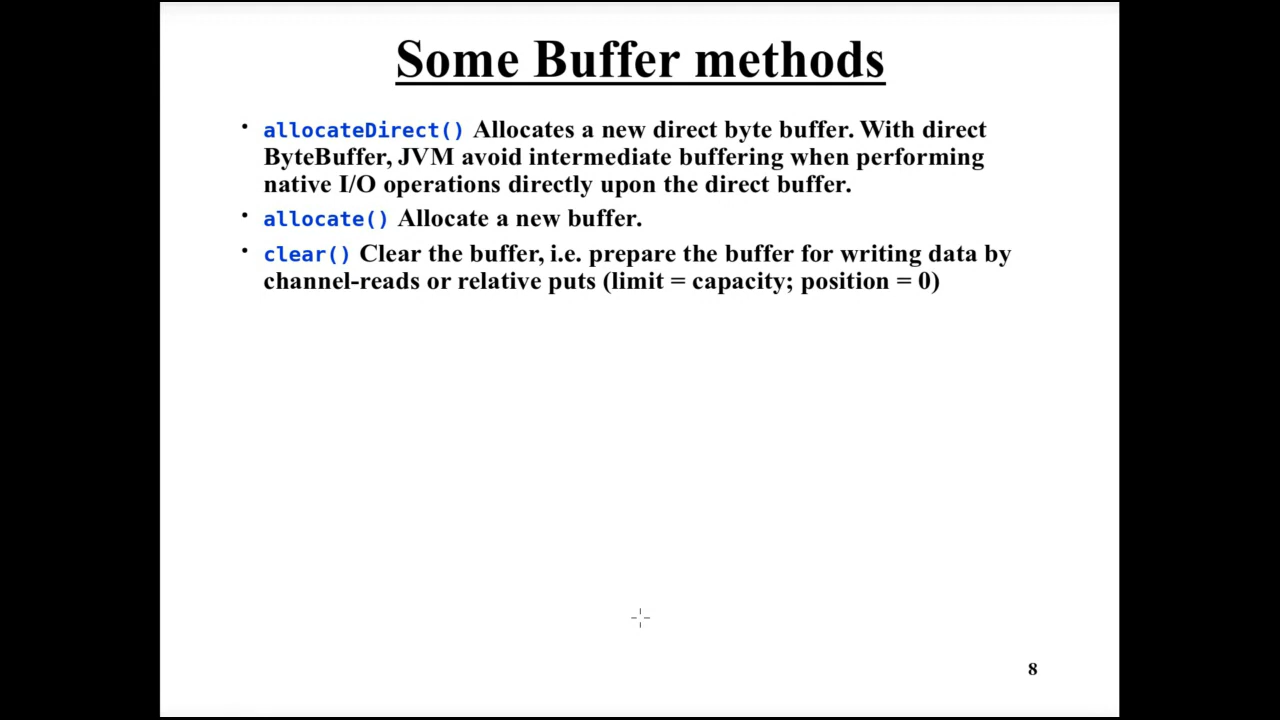 Some Buffer methods
• allocateDirect() Allocates a new direct byte buffer. With direct
ByteBuffer, JVM avoid intermediate buffering when performing
native I/O operations directly upon the direct buffer.
• allocate() Allocate a new buffer.
• clear() Clear the buffer, i.e. prepare the buffer for writing data by
channel-reads or relative puts (limit = capacity; position = 0)
8